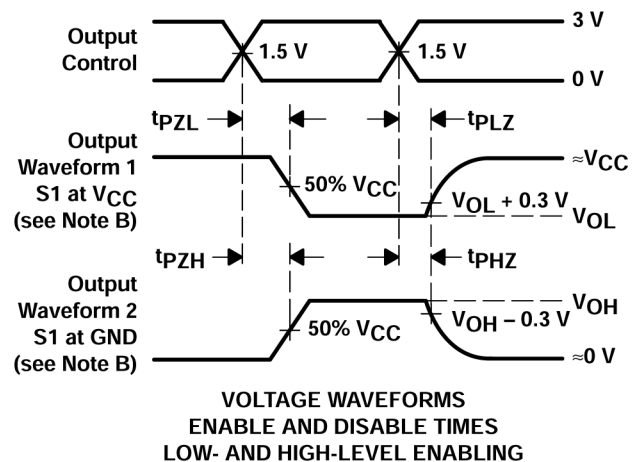 Output
Control
1.5 V
1.5 V
3 V
0 V
tPZL
tPLZ
Output
Waveform 1
S1 at VCC
(see Note B)
50% VCC
≈VCC
VOL + 0.3 V
VOL
tPZH
tPHZ
Output
Waveform 2
S1 at GND
(see Note B)
50% VCC
VOH
VOH − 0.3 V
≈0 V
VOLTAGE WAVEFORMS
ENABLE AND DISABLE TIMES
LOW- AND HIGH-LEVEL ENABLING